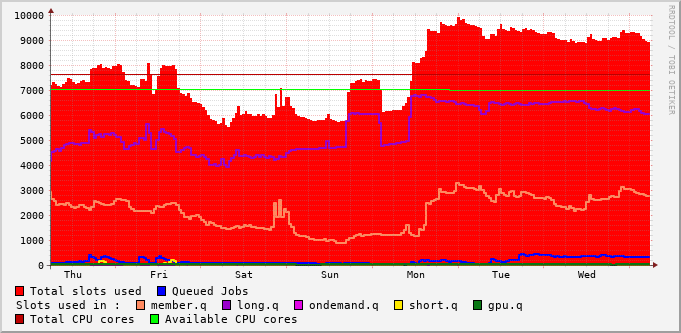 10000
9000
8000
7000
6000
5000
4000
3000
2000
1000
0
Thu Fri Sat Sun Mon Tue Wed
RRDTOOL / TOBI OETIKER
Total slots used Queued Jobs
Slots used in : member.q long.q ondemand.q short.q gpu.q
Total CPU cores
Available CPU cores